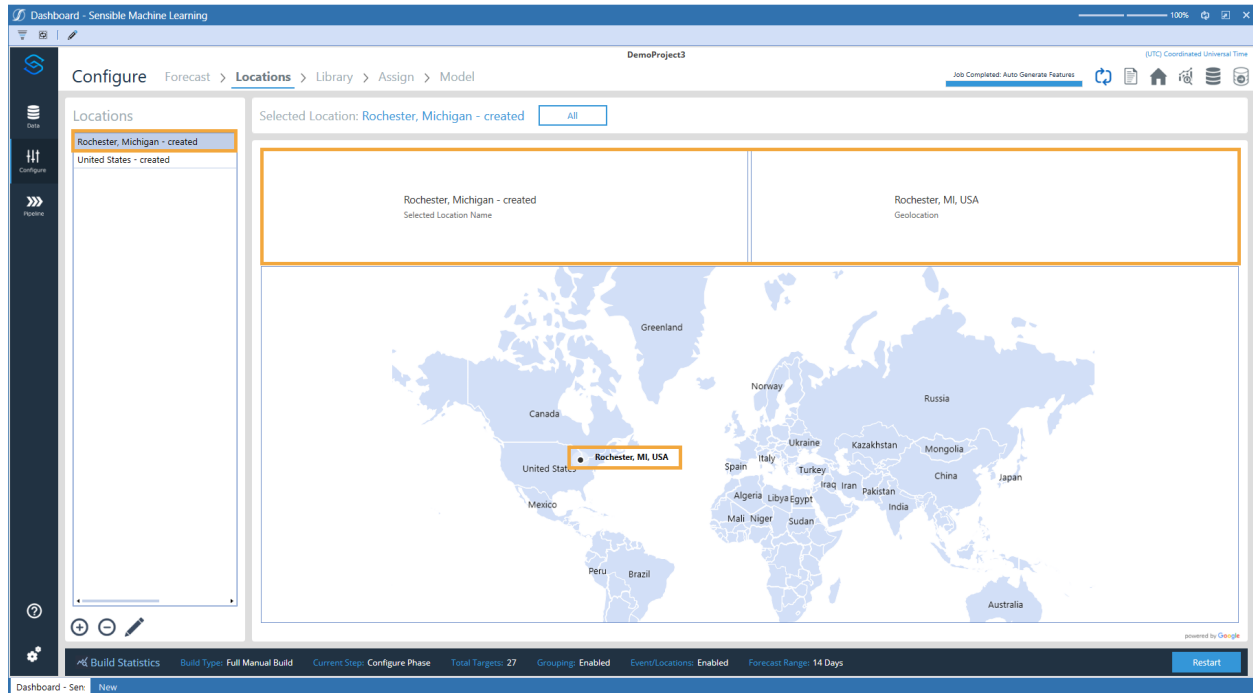 Dashboard - Sensible Machine Learning
100%
DemoProject3
(UTC) Coordinated Universal Time
Configure Forecast > Locations > Library > Assign > Model
Job Completed: Auto Generate Features
Data
Configure
Pipeline
Locations
Rochester, Michigan - created
United States - created
Selected Location: Rochester, Michigan - created
All
Rochester, Michigan - created
Selected Location Name
Rochester, MI, USA
Geolocation
Greenland
Norway
Russia
Canada
Ukraine
Kazakhstan
Mongolia
Rochester, MI, USA
United States
Spain
Italy
Turkey
China
Japan
Iraq
Iran
Pakistan
Mexico
Algeria
Libya
Egypt
India
Mali
Niger
Sudan
Peru
Brazil
Australia
powered by Google
Build Statistics
Build Type: Full Manual Build
Current Step: Configure Phase
Total Targets: 27
Grouping: Enabled
Event/Locations: Enabled
Forecast Range: 14 Days
Restart
Dashboard - Sen:
New